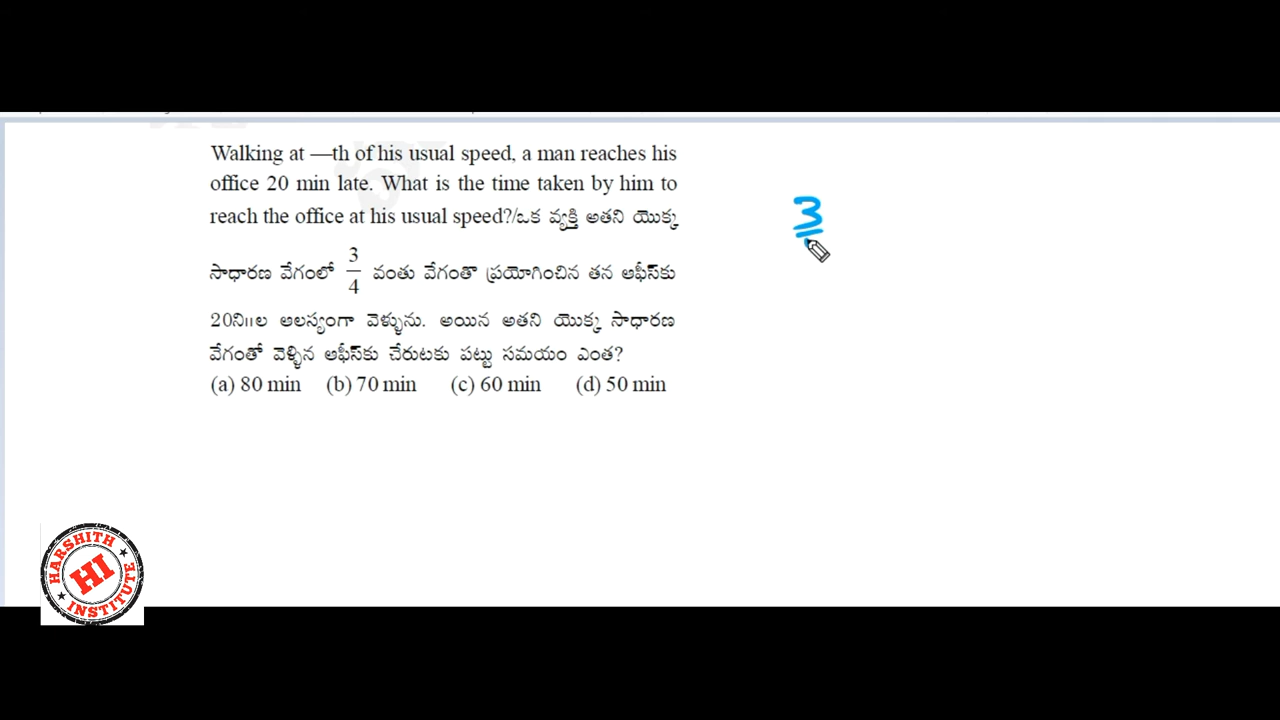 Walking at —th of his usual speed, a man reaches his
office 20 min late. What is the time taken by him to
reach the office at his usual speed?/ఒక వ్యక్తి అతని యొక్క
సాధారణ వేగంలో 3/4 వంతు వేగంతో ప్రయోగించిన తన ఆఫీస్‌కు
20ని॥ల ఆలస్యంగా వెళ్ళును. అయిన అతని యొక్క సాధారణ
వేగంతో వెళ్ళిన ఆఫీస్‌కు చేరుటకు పట్టు సమయం ఎంత?
(a) 80 min (b) 70 min (c) 60 min (d) 50 min
3
HARSHITH
HI
INSTITUTE